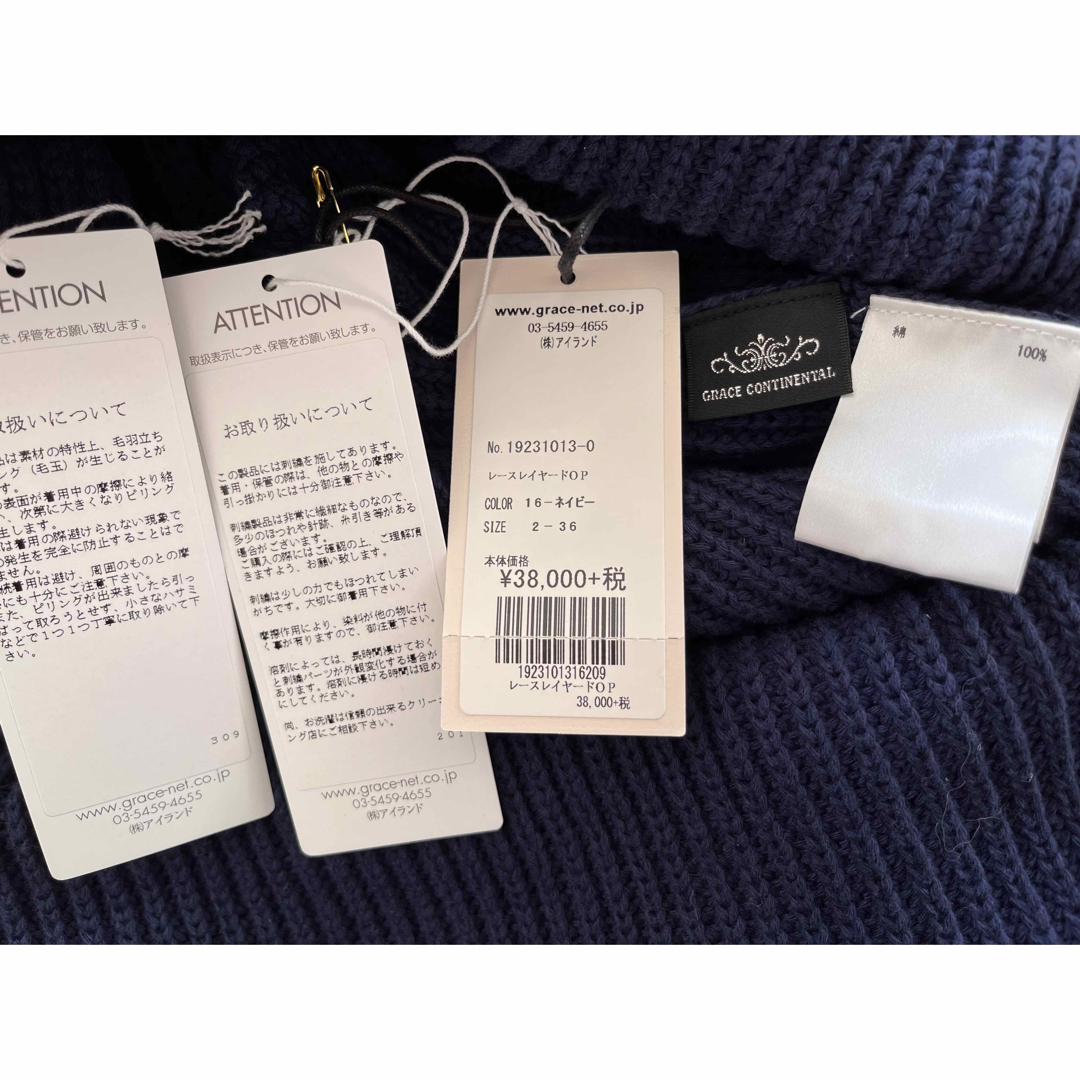 TENTION
き、保管をお願い致します。
取扱いについて
品は素材の特性上、毛羽立ち
ング(毛玉)が生じることが
す。
の表面が着用中の摩擦により絡
、次第に大きくなりピリング
生します。
は着用の際避けられない現象で
の発生を完全に防止することはで
ません。
続着用は避け、周囲のものとの摩
にも十分にご注意下さい。
また、ピリングが出来ましたら引っ
ぱって取ろうとせず、小さなハサミ
などで1つ1つ丁寧に取り除いて下
さい。
309
www.grace-net.co.jp
03-5459-4655
㈱アイランド
ATTENTION
取扱表示につき、保管をお願い致します。
お取り扱いについて
この製品には刺繍を施してあります。
着用・保管の際は、他の物との摩擦や
引っ掛かりには十分御注意下さい。
刺繍製品は非常に繊細なものなので、
多少のほつれや針跡、糸引き等がある
場合がございます。
ご購入の際にはご確認の上、ご理解頂
きますよう、お願い致します。
刺繍は少しの力でもほつれてしまい
がちです。大切に御着用下さい。
摩擦作用により、染料が他の物に付
く事が有りますので、御注意下さい。
溶剤によっては、長時間浸けておく
と刺繍パーツが外観変化する場合が
あります。溶剤に浸ける時間は短め
にしてください。
尚、お洗濯は信頼の出来るクリー
ング店にご相談下さい。
201
www.grace-net.co.jp
03-5459-4655
㈱アイランド
www.grace-net.co.jp
03-5459-4655
㈱アイランド
No.19231013-0
レースレイヤードOP
COLOR 16-ネイビー
SIZE 2-36
本体価格
¥38,000+税
1923101316209
レースレイヤードOP
38,000+税
GRACE CONTINENTAL
綿 100%